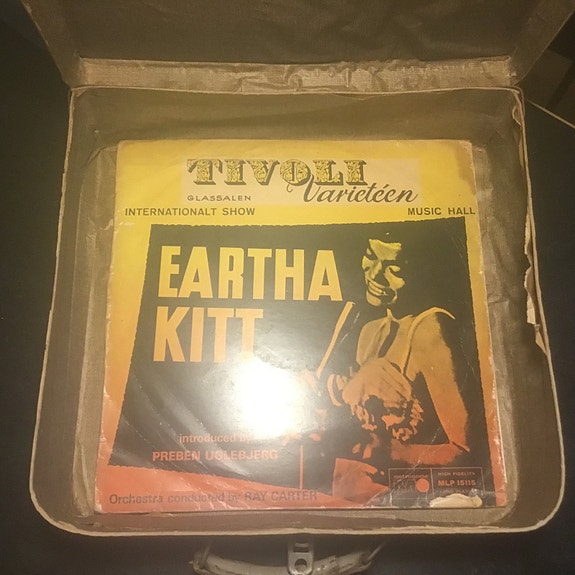 TIVOLI
Varietéen
GLASSALEN
INTERNATIONALT SHOW
MUSIC HALL
EARTHA
KITT
introduced by
PREBEN UGLEBJERG
Orchestra conducted by RAY CARTER
HIGH FIDELITY
MLP 15115